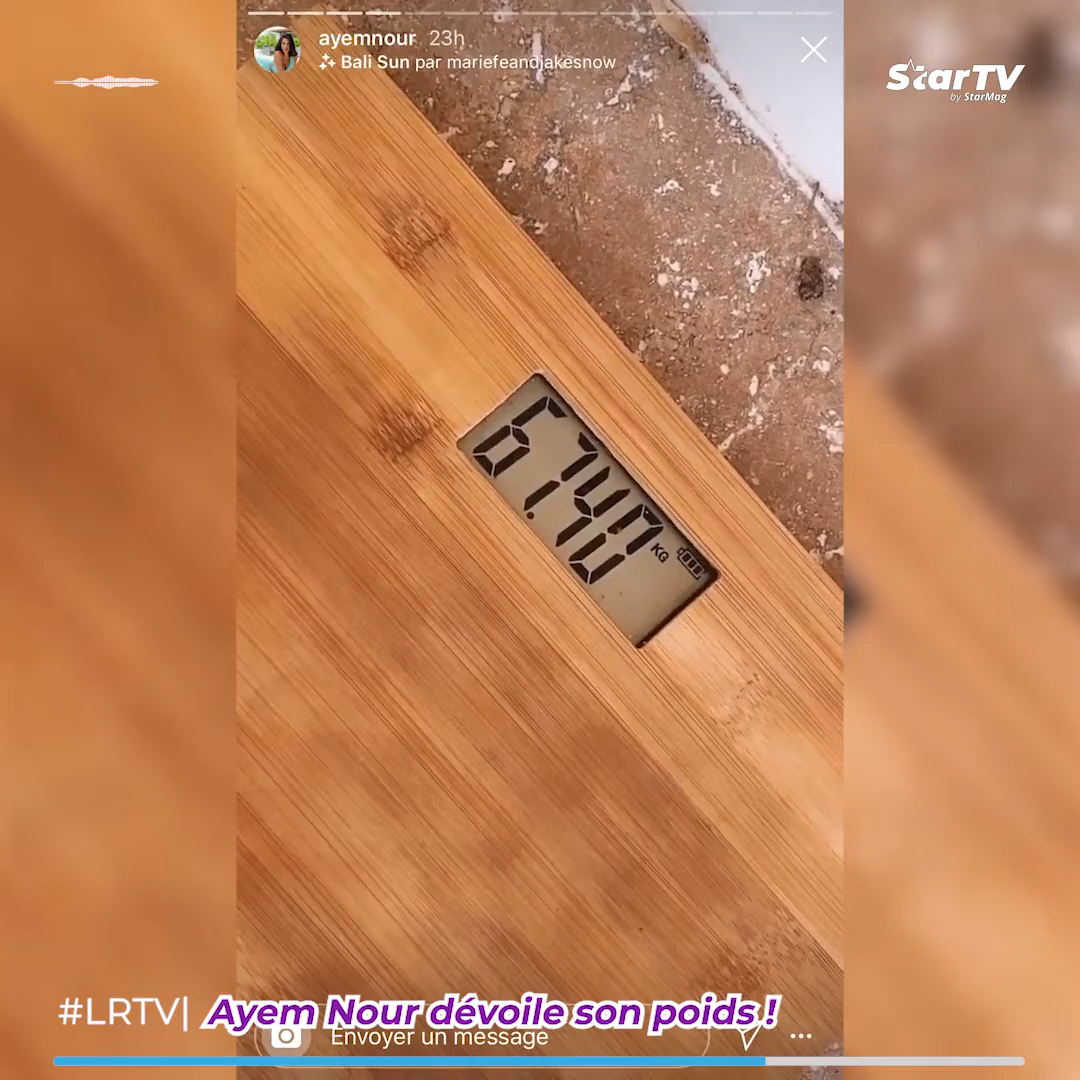 ayemnour 23h
Bali Sun par mariefeandjakesnow
StarTV
by StarMag
67.40 KG
#LRTV| Ayem Nour dévoile son poids !
Envoyer un message